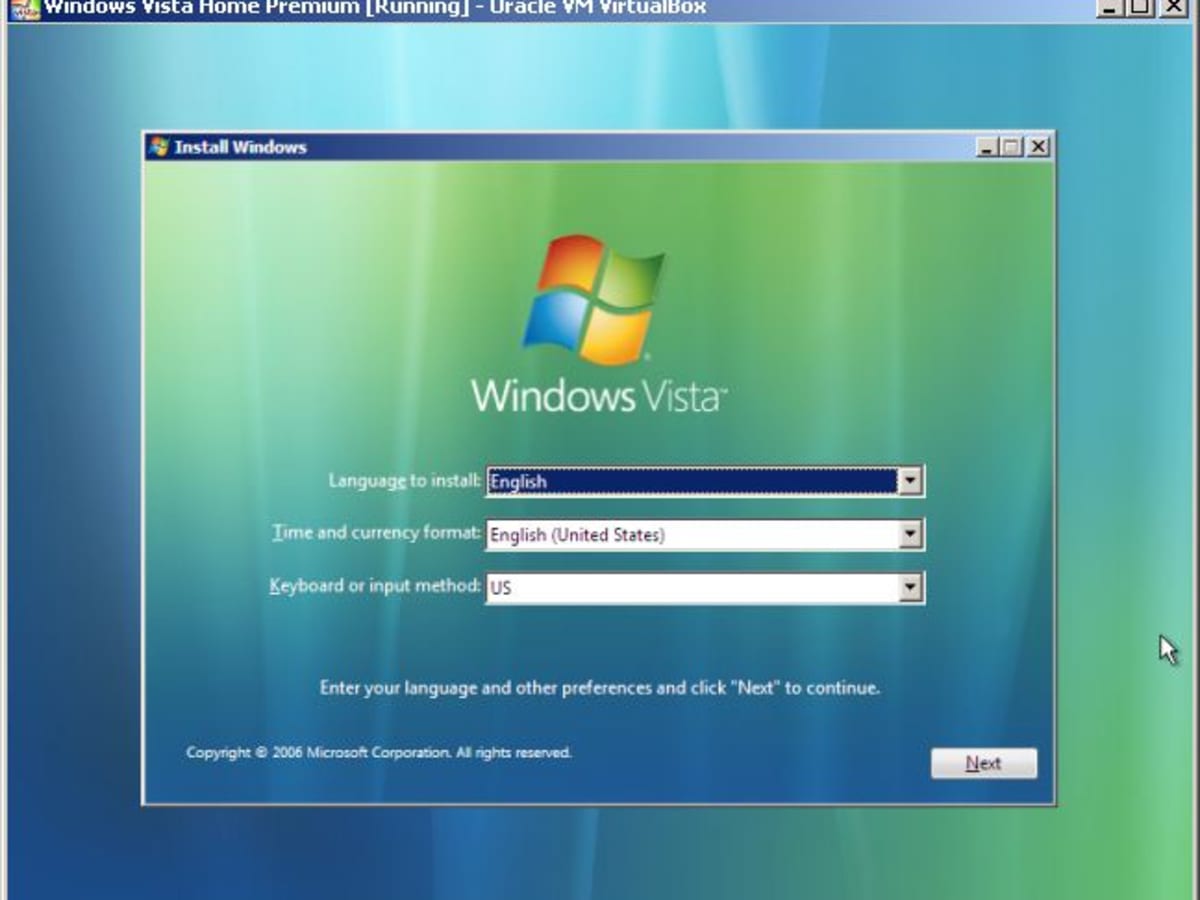 Windows Vista Home Premium [Running] - Oracle VM VirtualBox
Install Windows
Windows Vista™
Language to install: English
Time and currency format: English (United States)
Keyboard or input method: US
Enter your language and other preferences and click "Next" to continue.
Copyright © 2006 Microsoft Corporation. All rights reserved.
Next